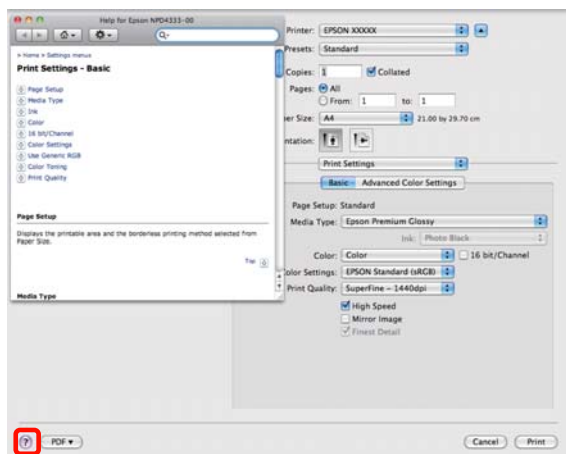 Help for Epson NPD4333-00
Q
> Home > Settings menus
Print Settings - Basic
Page Setup
Media Type
Ink
Color
16 bit/Channel
Color Settings
Use Generic RGB
Color Toning
Print Quality
Page Setup
Displays the printable area and the borderless printing method selected from
Paper Size.
Top
Media Type
Printer: EPSON XXXXX
Presets: Standard
Copies: 1 Collated
Pages: All
From: 1 to: 1
er Size: A4 21.00 by 29.70 cm
ntation:
Print Settings
Basic Advanced Color Settings
Page Setup: Standard
Media Type: Epson Premium Glossy
Ink: Photo Black
Color: Color 16 bit/Channel
olor Settings: EPSON Standard (sRGB)
Print Quality: SuperFine - 1440dpi
High Speed
Mirror Image
Finest Detail
? PDF Cancel Print